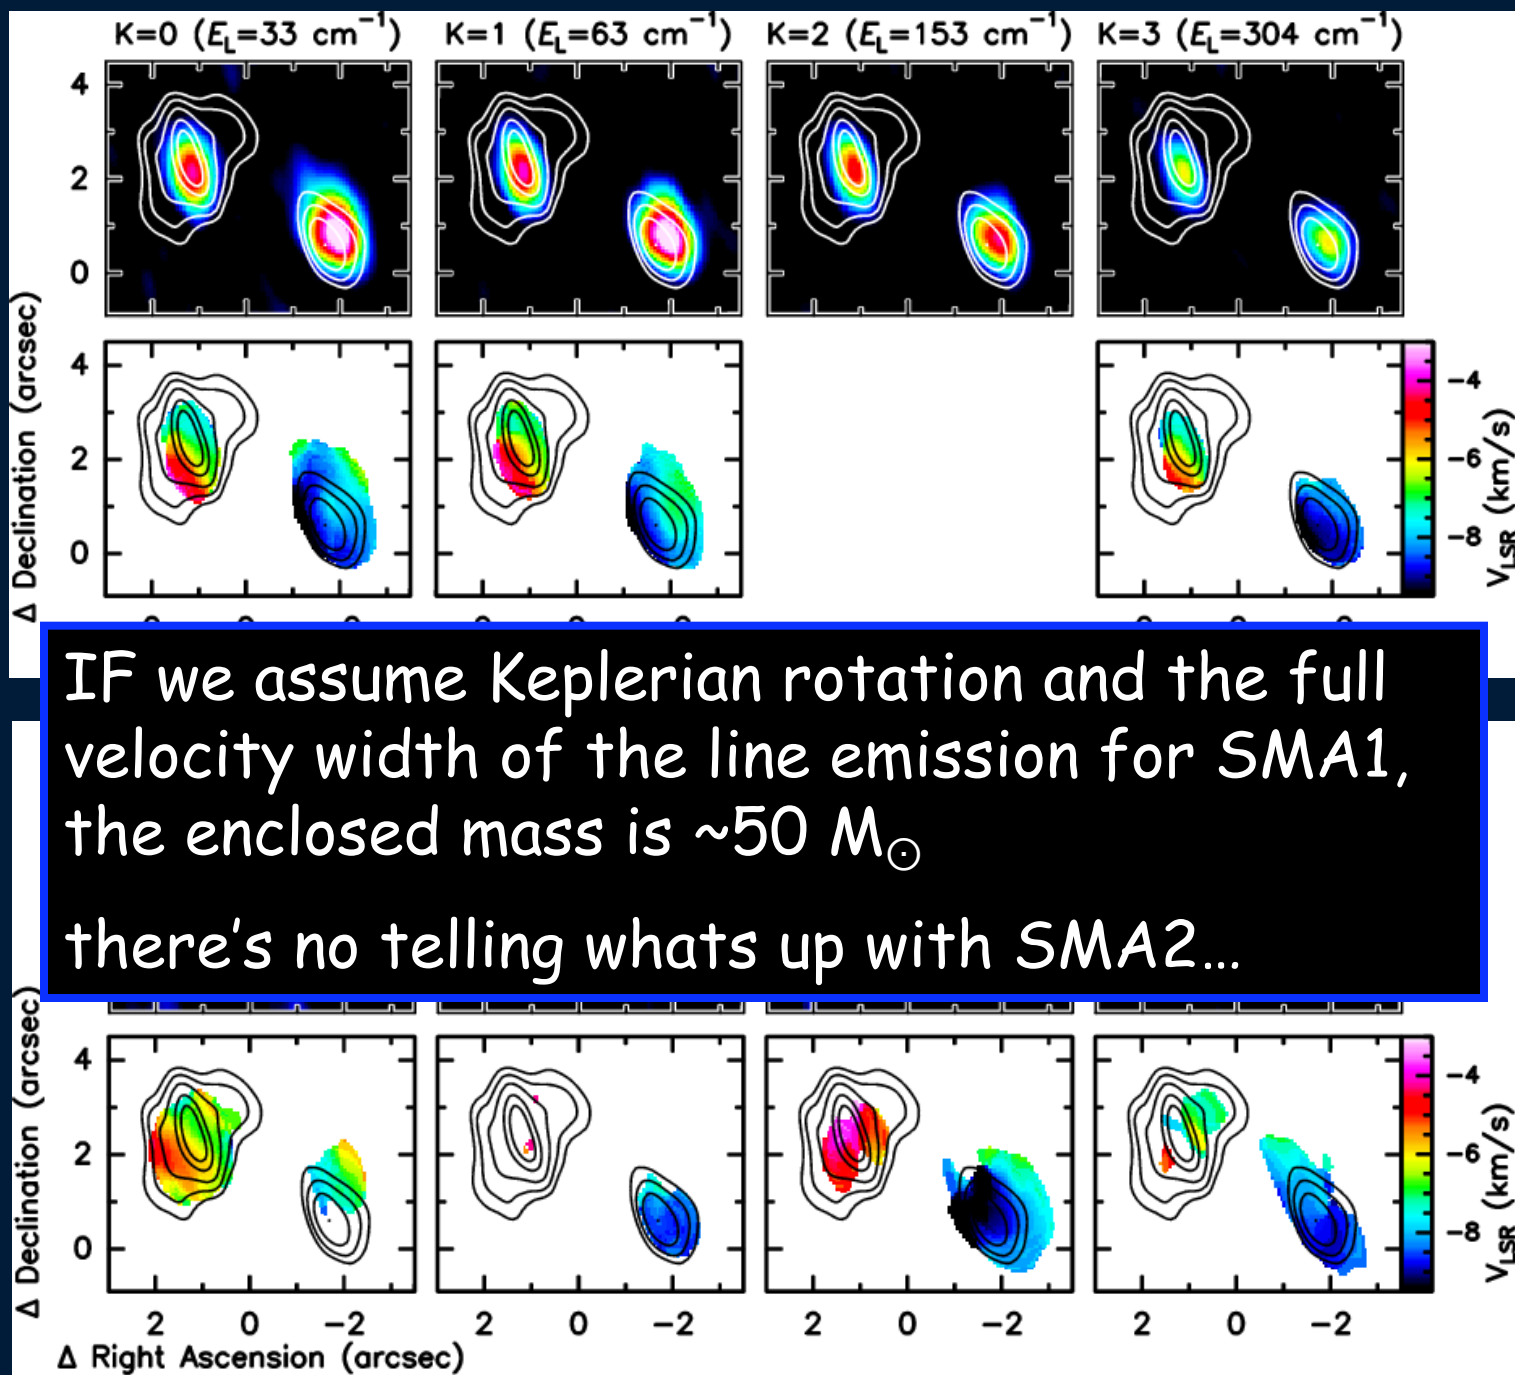 K=0 (E_L=33 cm⁻¹) K=1 (E_L=63 cm⁻¹) K=2 (E_L=153 cm⁻¹) K=3 (E_L=304 cm⁻¹)
4
2
0
4
2
0
Δ Declination (arcsec)
−4
−6
−8
V_LSR (km/s)
IF we assume Keplerian rotation and the full
velocity width of the line emission for SMA1,
the enclosed mass is ~50 M☉
there's no telling whats up with SMA2…
4
2
0
Δ Declination (arcsec)
−4
−6
−8
V_LSR (km/s)
2 0 −2 2 0 −2 2 0 −2 2 0 −2
Δ Right Ascension (arcsec)